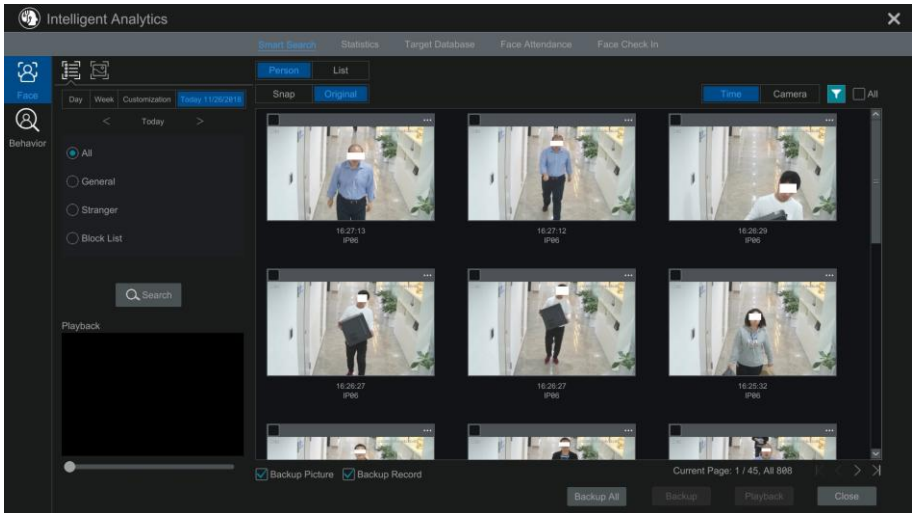 Intelligent Analytics
Smart Search Statistics Target Database Face Attendance Face Check In
Face
Behavior
Day Week Customization Today 11/26/2018
< Today >
All
General
Stranger
Block List
Search
Playback
Person List
Snap Original
Time Camera All
16:27:13
IP06
16:27:12
IP06
16:26:29
IP06
16:26:27
IP06
16:26:27
IP06
16:25:32
IP06
Backup Picture Backup Record
Current Page: 1 / 45, All 808
Backup All Backup Playback Close